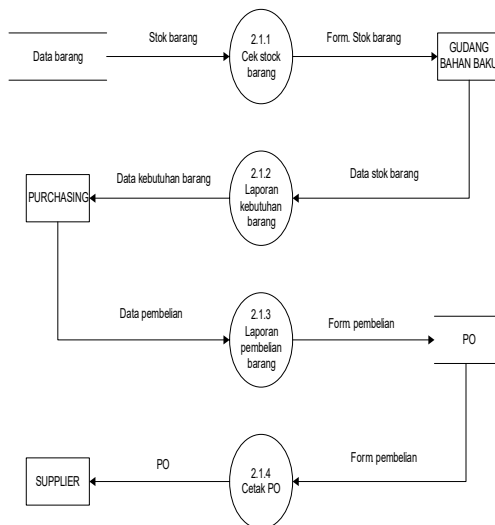 Stok barang
2.1.1
Cek stock
barang
Form. Stok barang
Data barang
GUDANG
BAHAN BAKU
Data kebutuhan barang
2.1.2
Laporan
kebutuhan
barang
Data stok barang
PURCHASING
Data pembelian
2.1.3
Laporan
pembelian
barang
Form. pembelian
PO
PO
2.1.4
Cetak PO
Form. pembelian
SUPPLIER